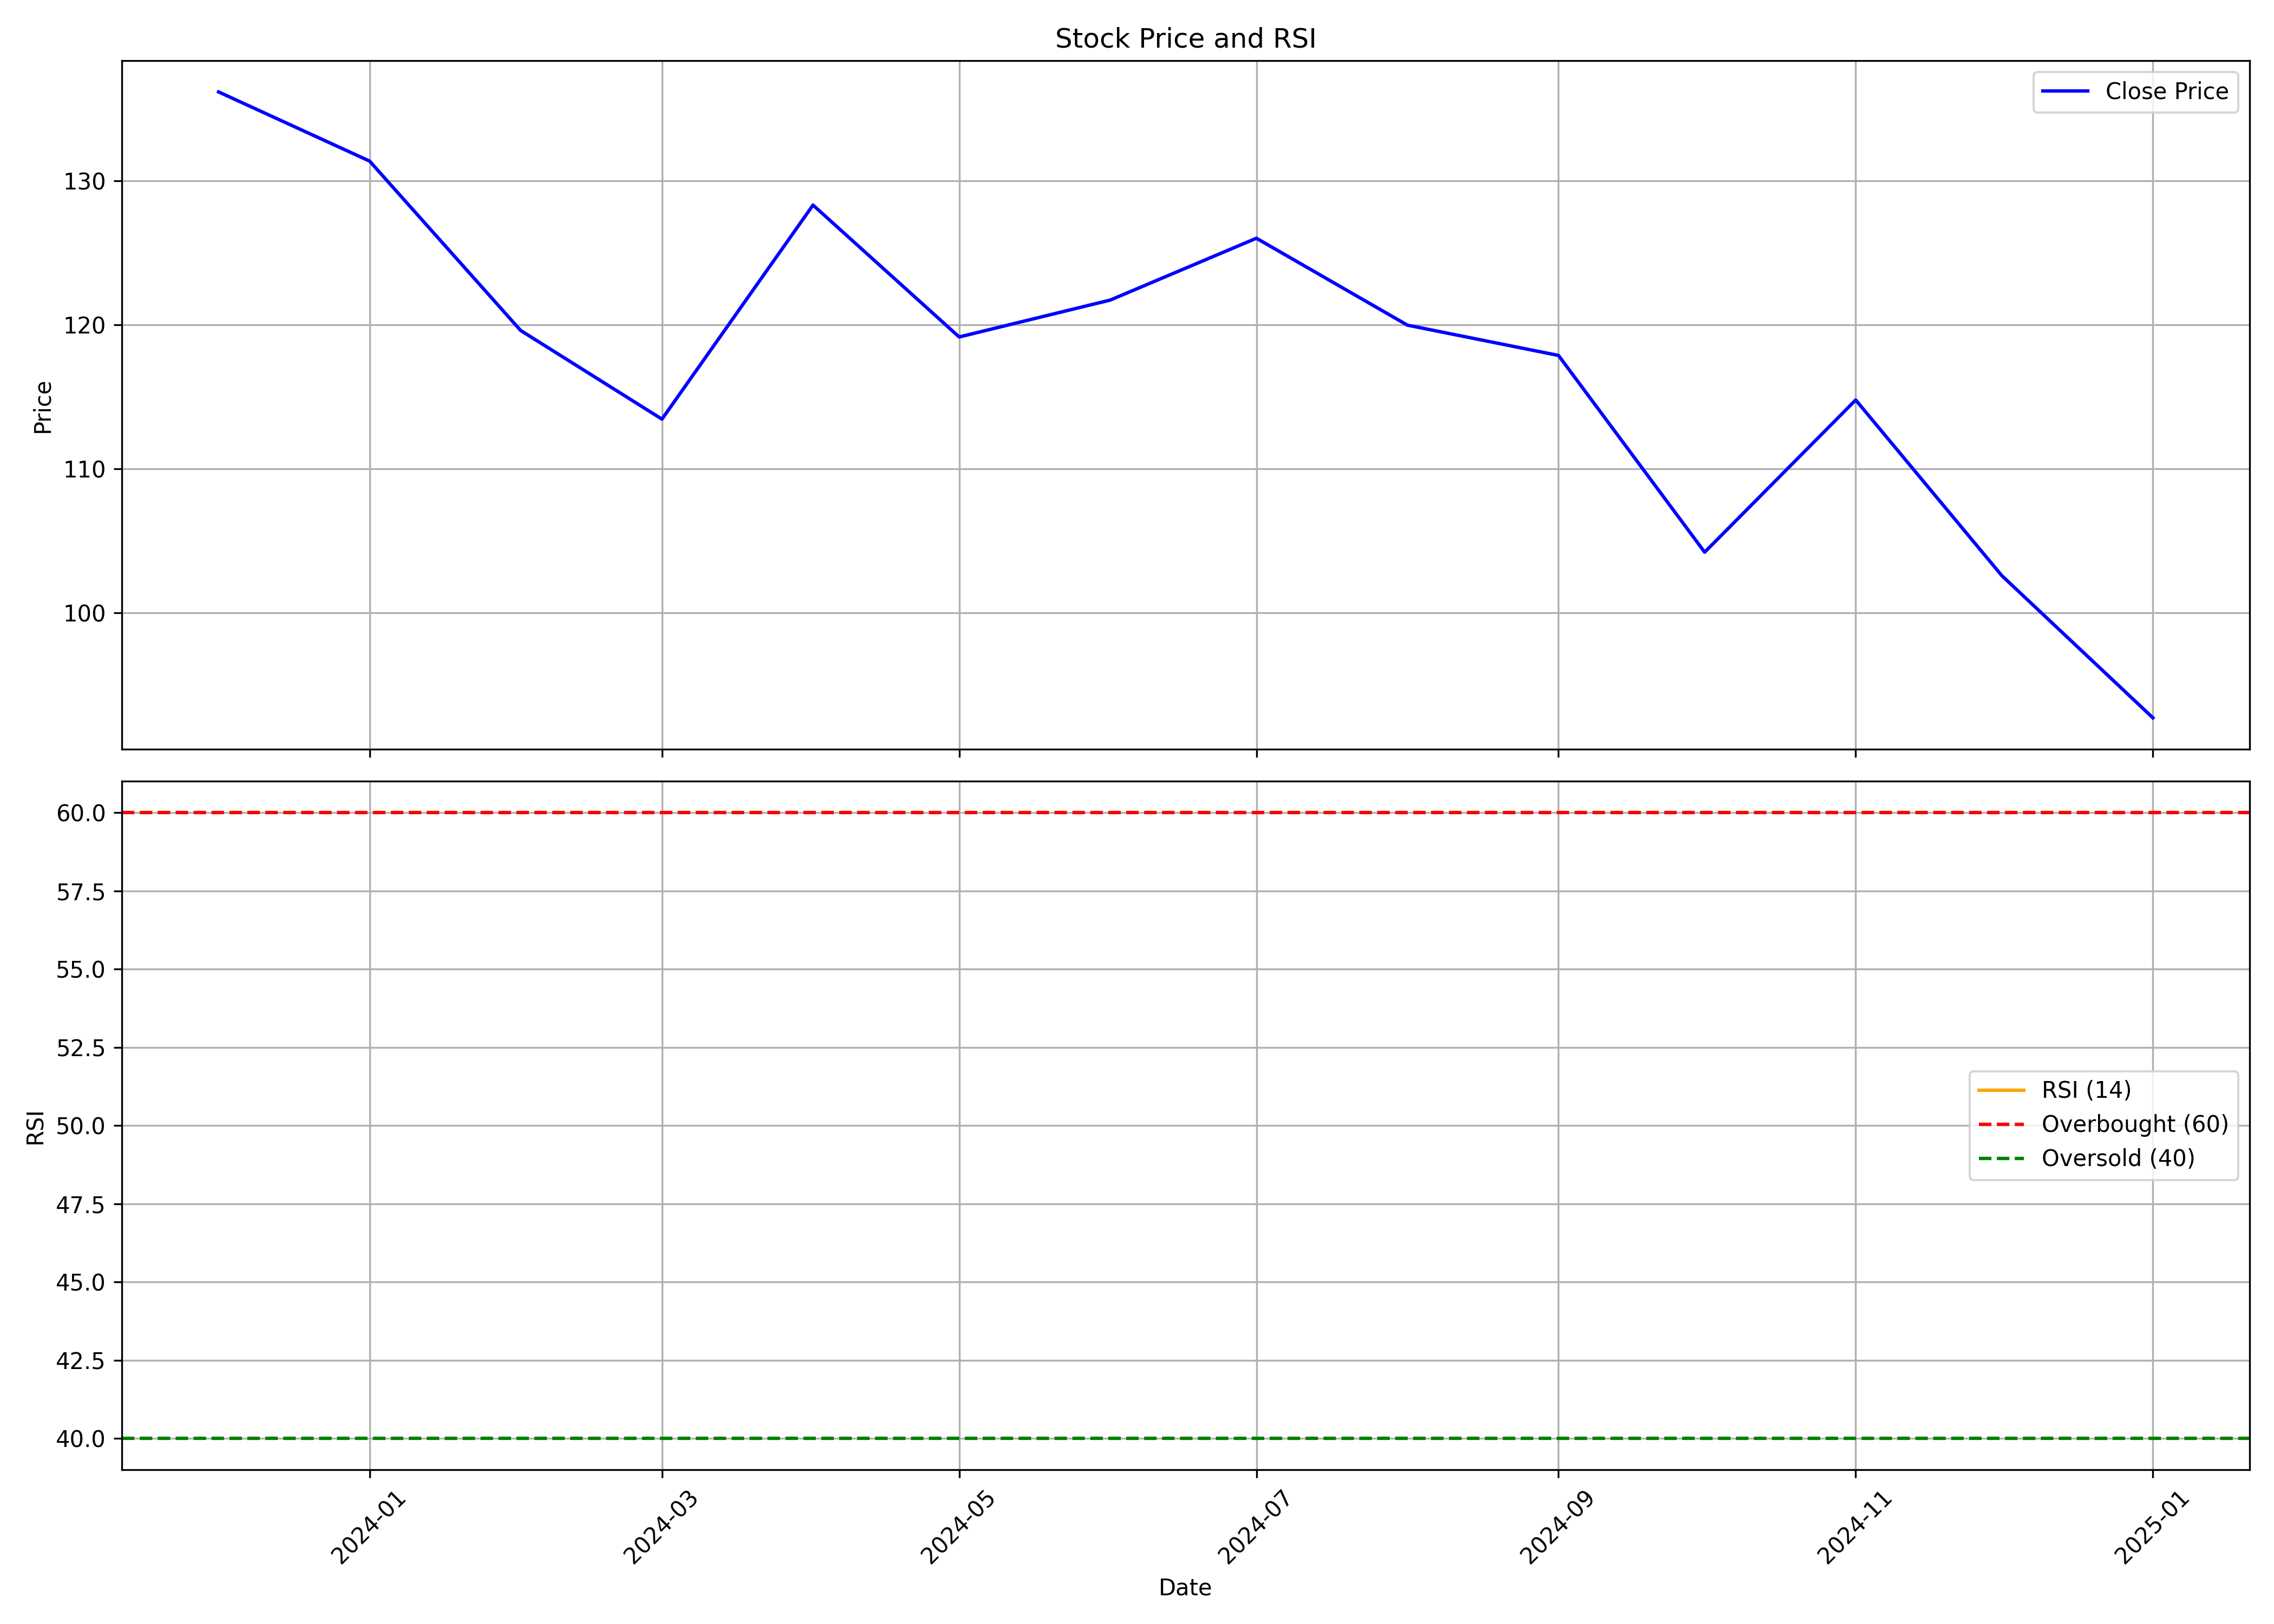 Stock Price and RSI
Close Price
Price
130
120
110
100
RSI
60.0
57.5
55.0
52.5
50.0
47.5
45.0
42.5
40.0
RSI (14)
Overbought (60)
Oversold (40)
2024-01
2024-03
2024-05
2024-07
2024-09
2024-11
2025-01
Date